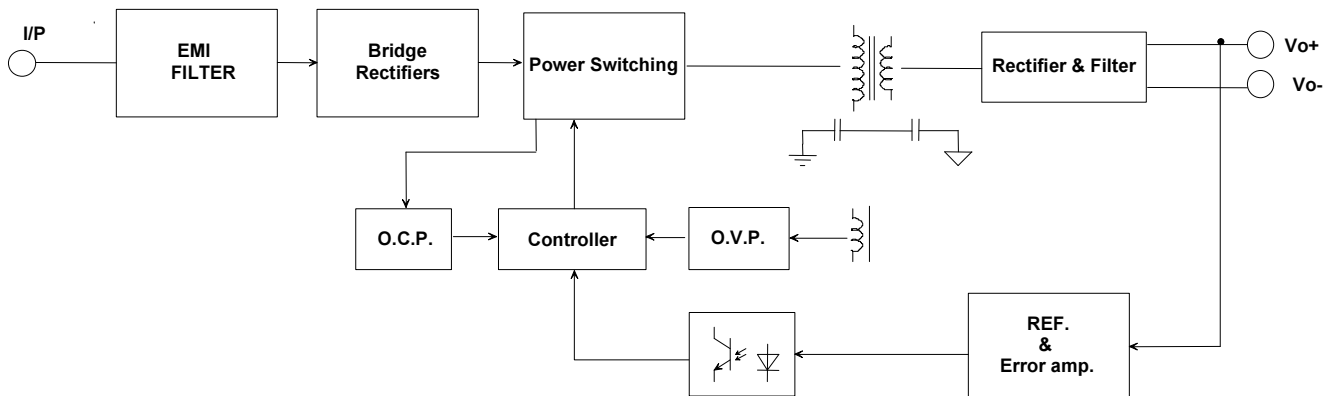 I/P
EMI
FILTER
Bridge
Rectifiers
Power Switching
Rectifier & Filter
Vo+
Vo-
O.C.P.
Controller
O.V.P.
REF.
&
Error amp.